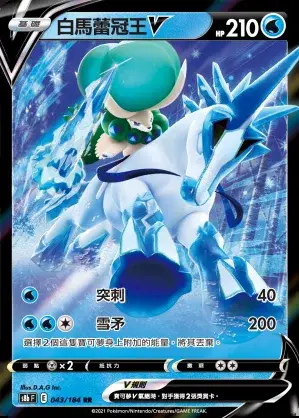 基礎 白馬蕾冠王V HP210
突刺 40
雪矛 200
選擇2個這隻寶可夢身上附加的能量,將其丟棄。
弱點 ×2 抵抗力 撤退
Illus.D.A.G Inc.
V規則
s8b F E 043/184 RR
寶可夢V氣絕時,對手獲得2張獎賞卡。
©2021 Pokémon/Nintendo/Creatures/GAME FREAK.